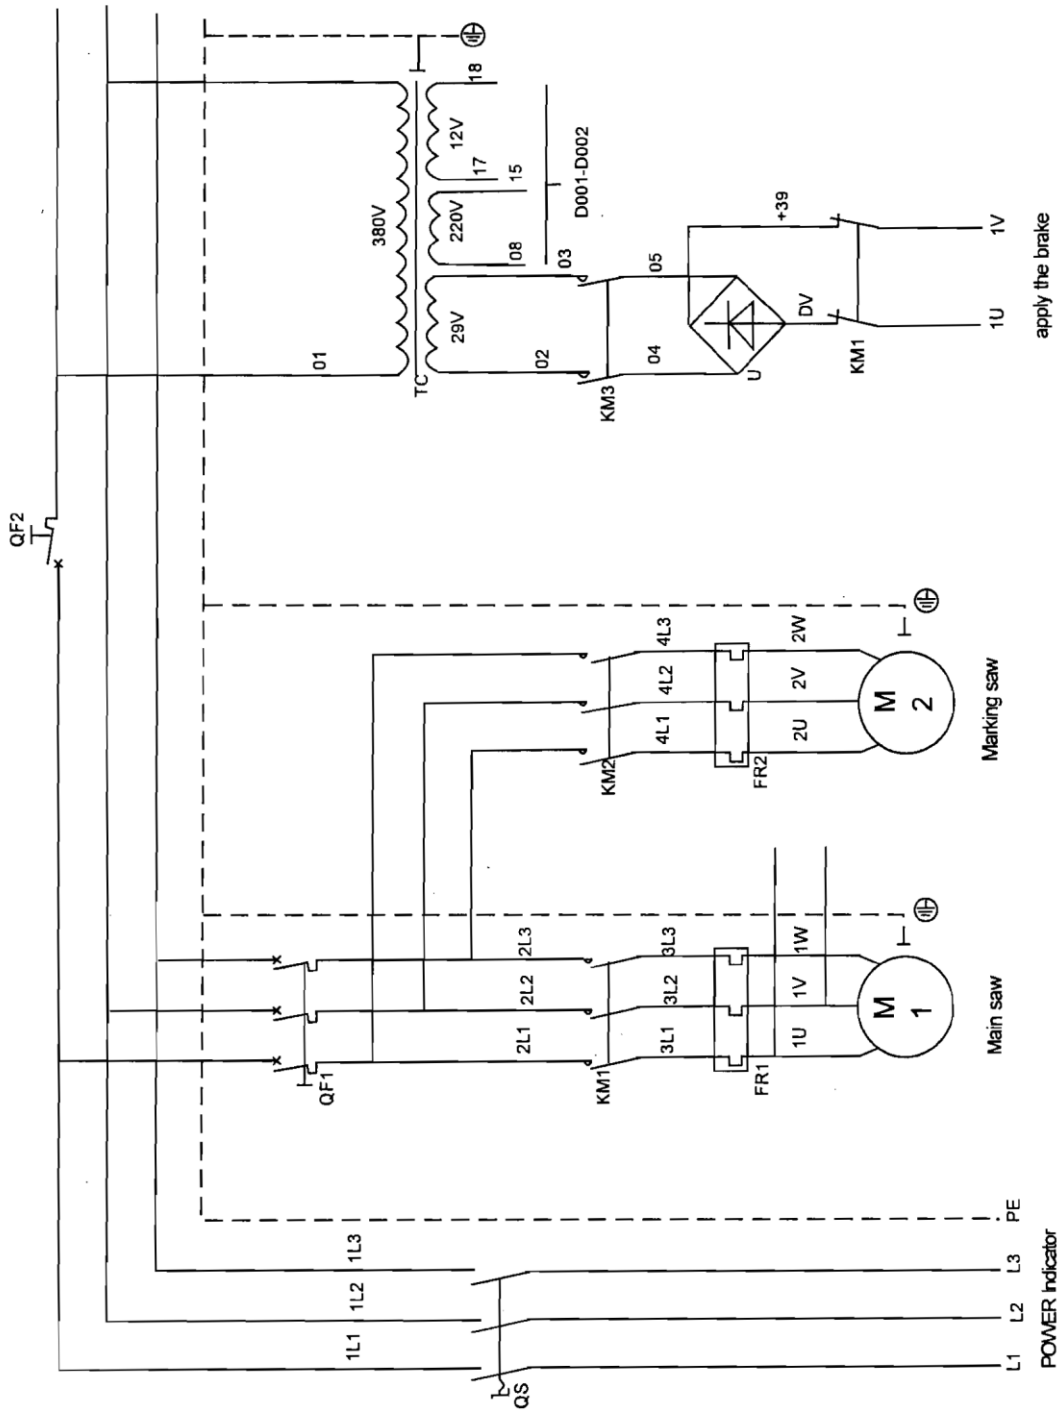 QF2
380V
18
12V
17
15
220V
08
03
29V
02
01
TC
D001-D002
KM3
05
04
U
+39
DV
KM1
1V
1U
apply the brake
4L3
4L2
4L1
KM2
FR2
2W
2V
2U
M
2
Marking saw
QF1
2L3
2L2
2L1
KM1
3L3
3L2
3L1
FR1
1W
1V
1U
M
1
Main saw
1L3
1L2
1L1
QS
PE
L3
L2
L1
POWER Indicator